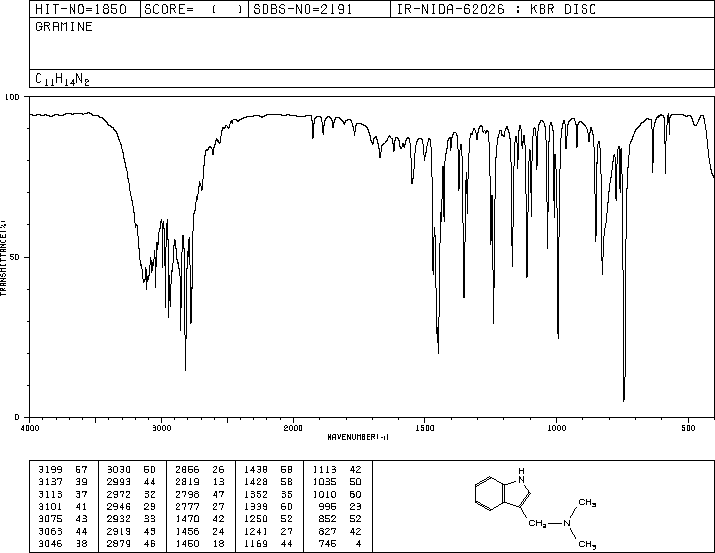 HIT-NO=1850 SCORE= ( ) SDBS-NO=2191 IR-NIDA-62026 : KBR DISC
GRAMINE
C11H14N2
100
50
0
TRANSMITTANCE(%)
4000 3000 2000 1500 1000 500
WAVENUMBER(-1)
3199 67 3030 50 2866 26 1438 58 1113 42
3137 39 2993 44 2819 13 1428 58 1035 50
3113 37 2972 32 2798 47 1352 35 1010 60
3101 41 2946 29 2777 27 1339 60 995 23
3075 43 2932 33 1470 42 1250 52 852 52
3063 44 2919 49 1456 24 1241 27 827 42
3046 38 2879 46 1450 18 1169 44 745 4
H
N
CH3
CH2 N
CH3